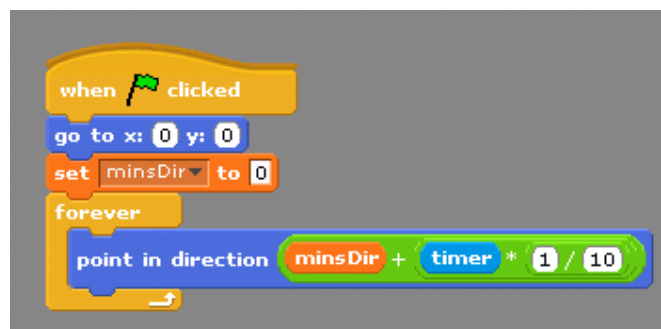 when clicked
go to x: 0 y: 0
set minsDir to 0
forever
point in direction minsDir + timer * 1 / 10